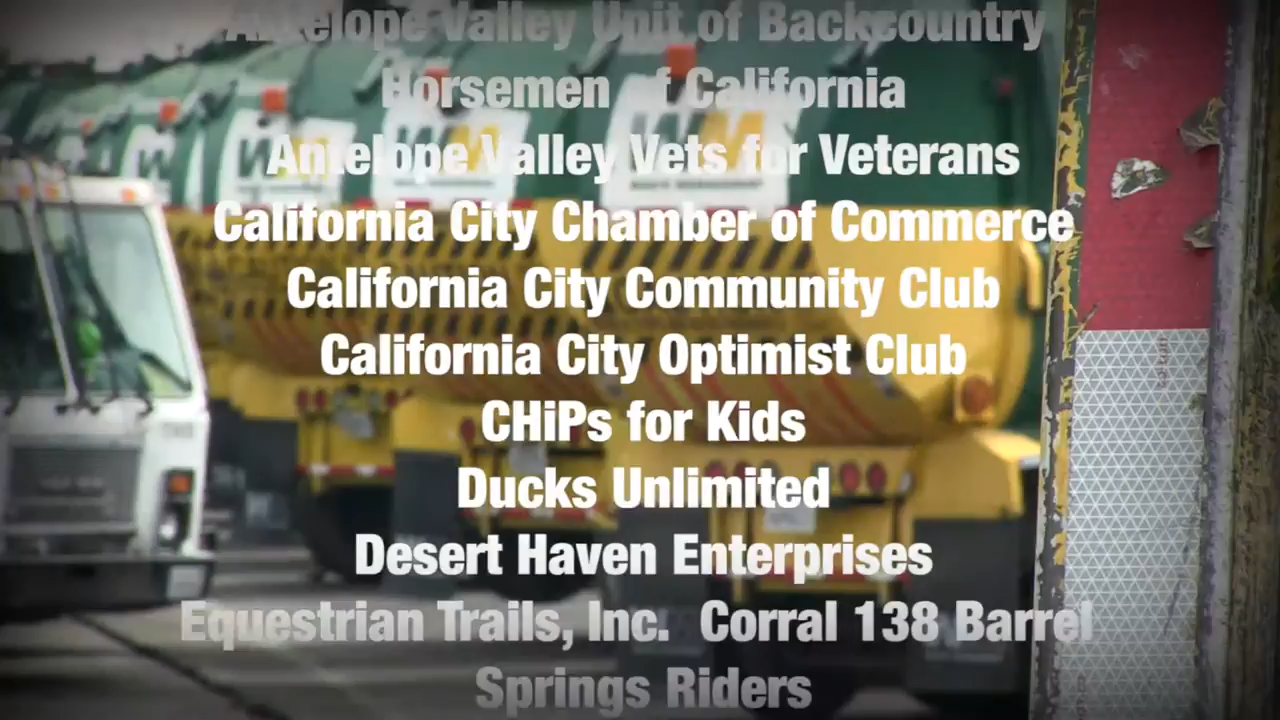 Antelope Valley Unit of Backcountry
Horsemen of California
Antelope Valley Vets for Veterans
California City Chamber of Commerce
California City Community Club
California City Optimist Club
CHiPs for Kids
Ducks Unlimited
Desert Haven Enterprises
Equestrian Trails, Inc. Corral 138 Barrel
Springs Riders
WM
WM